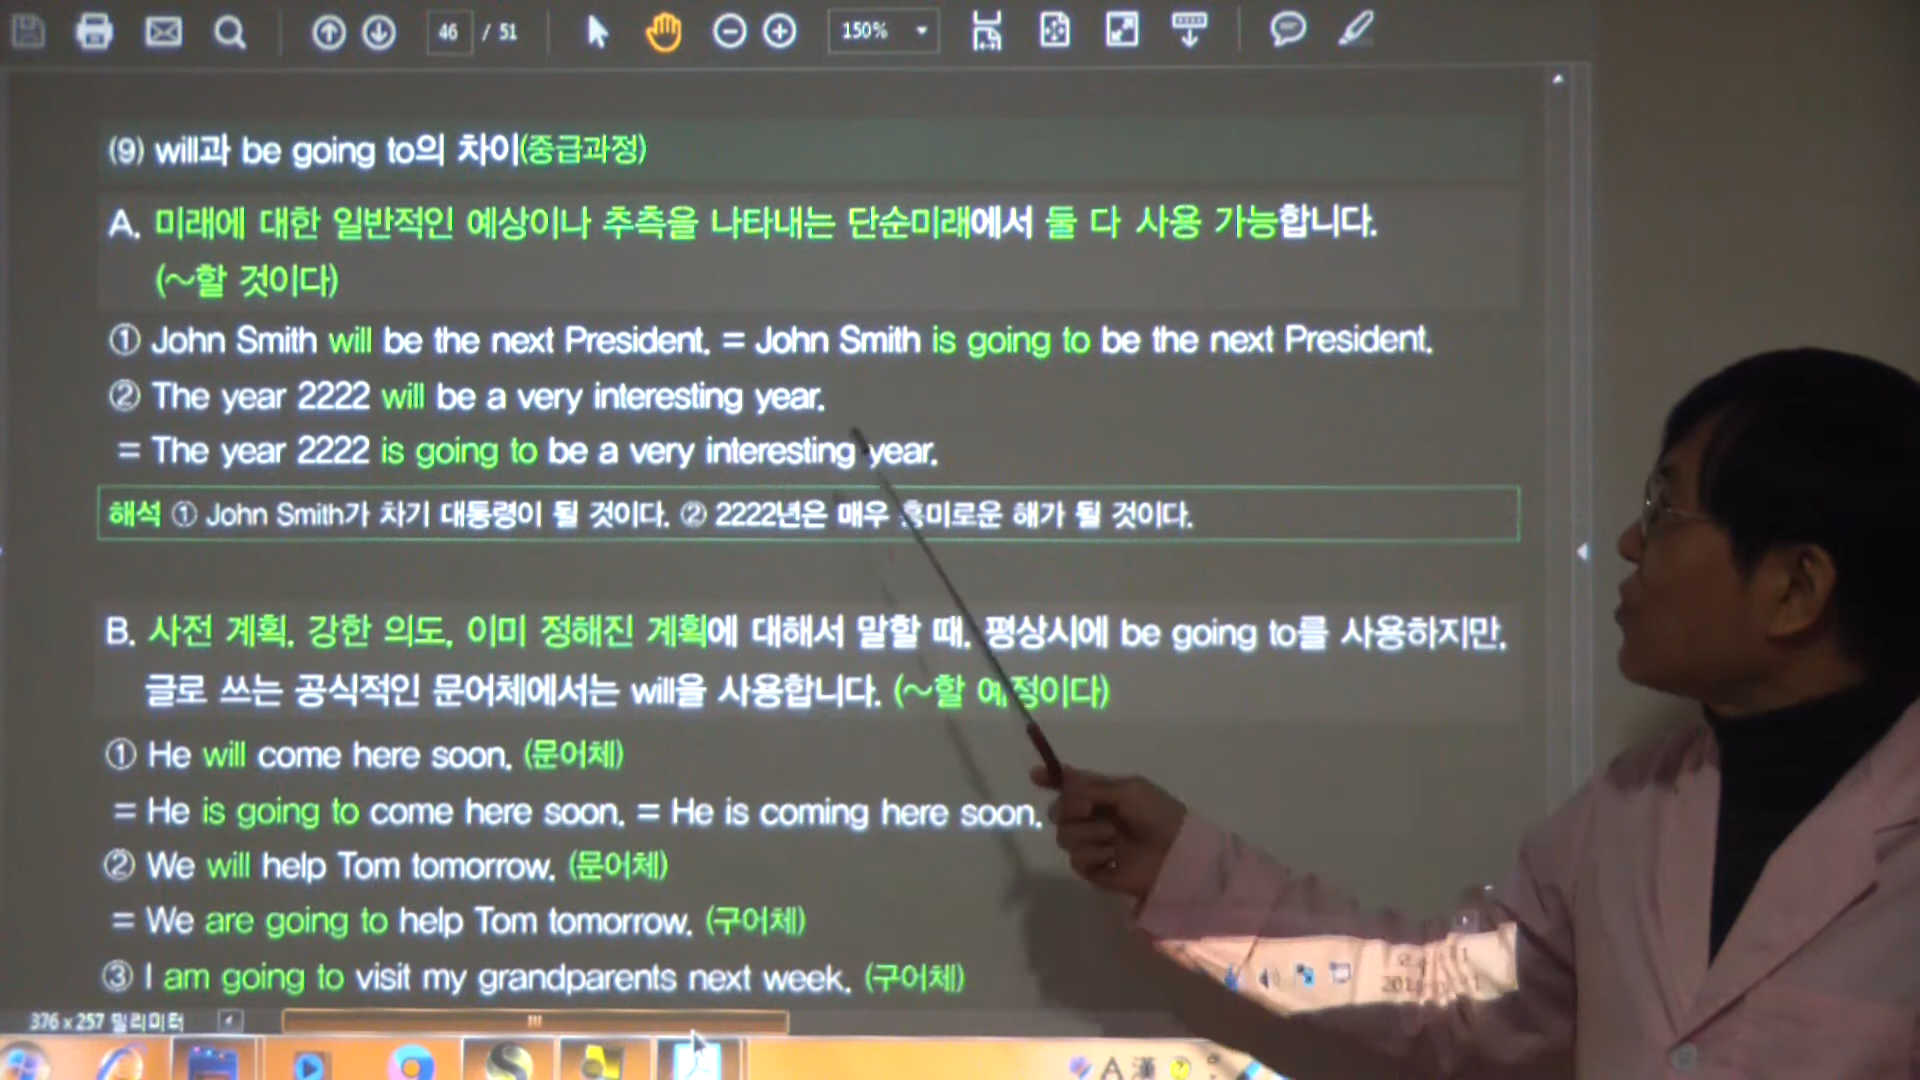 46 / 51
150%
(9) will과 be going to의 차이(중급과정)
A. 미래에 대한 일반적인 예상이나 추측을 나타내는 단순미래에서 둘 다 사용 가능합니다.
(~할 것이다)
① John Smith will be the next President. = John Smith is going to be the next President.
② The year 2222 will be a very interesting year.
= The year 2222 is going to be a very interesting year.
해석 ① John Smith가 차기 대통령이 될 것이다. ② 2222년은 매우 흥미로운 해가 될 것이다.
B. 사전 계획, 강한 의도, 이미 정해진 계획에 대해서 말할 때, 평상시에 be going to를 사용하지만,
글로 쓰는 공식적인 문어체에서는 will을 사용합니다. (~할 예정이다)
① He will come here soon. (문어체)
= He is going to come here soon. = He is coming here soon.
② We will help Tom tomorrow. (문어체)
= We are going to help Tom tomorrow. (구어체)
③ I am going to visit my grandparents next week. (구어체)
376 x 257 밀리미터
A 漢